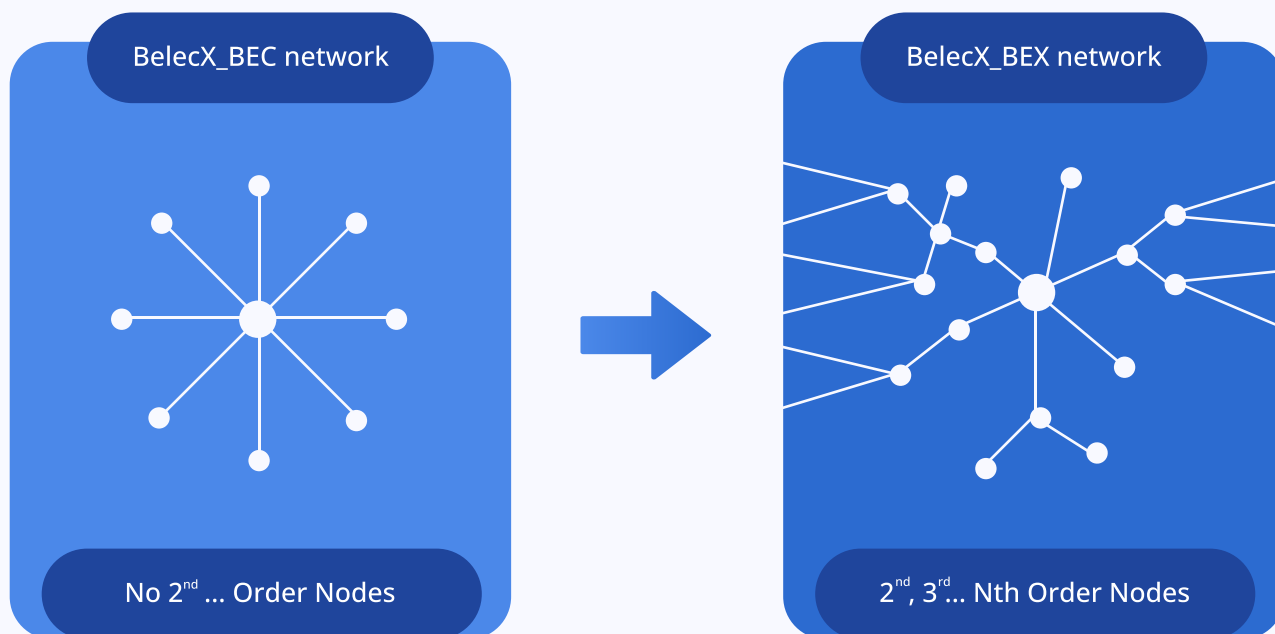 BelecX_BEC network
BelecX_BEX network
No 2nd ... Order Nodes
2nd, 3rd... Nth Order Nodes